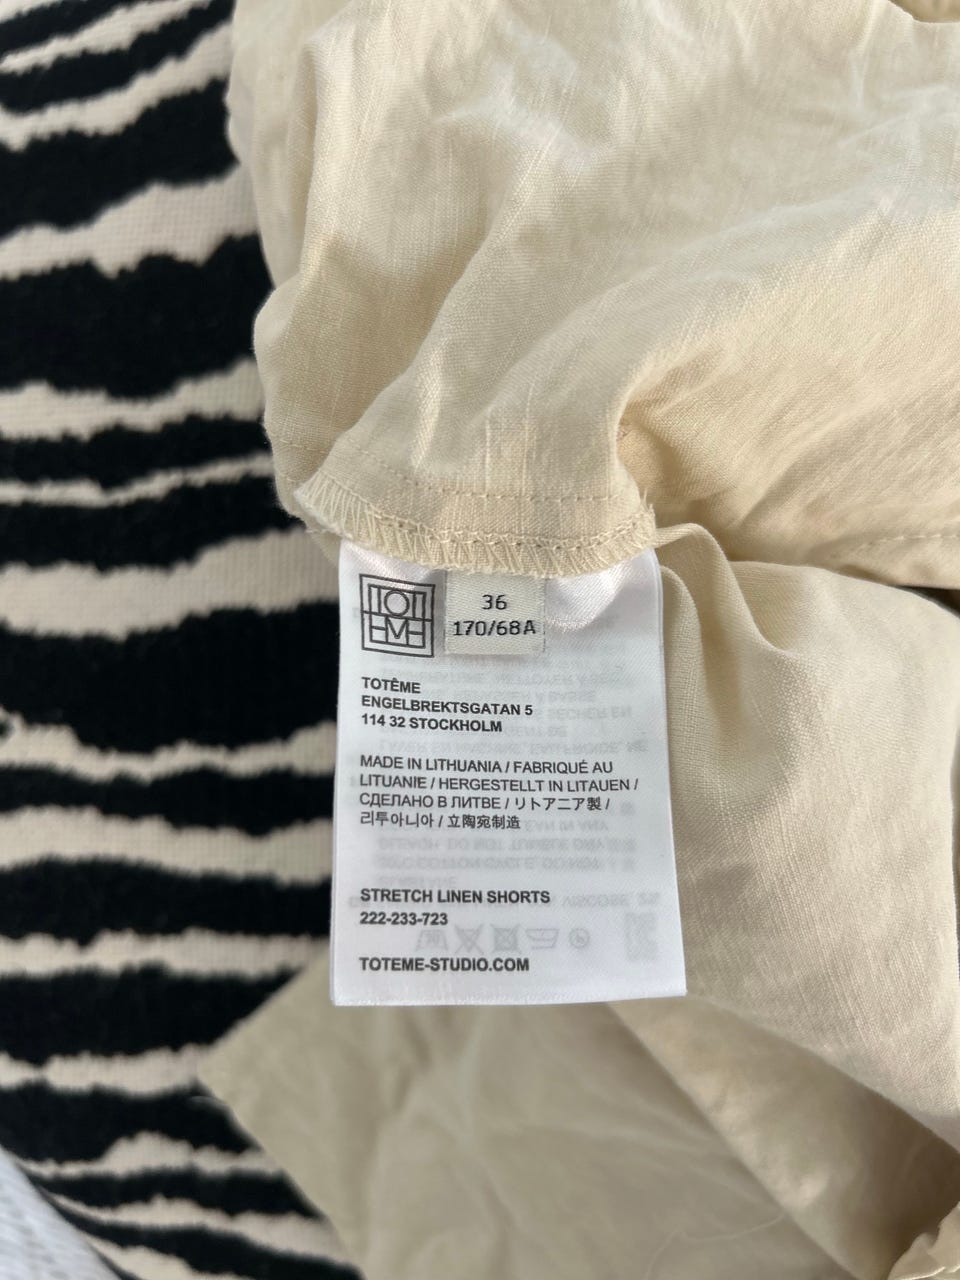 36
170/68A
TOTÊME
ENGELBREKTSGATAN 5
114 32 STOCKHOLM
MADE IN LITHUANIA / FABRIQUÉ AU
LITUANIE / HERGESTELLT IN LITAUEN /
СДЕЛАНО В ЛИТВЕ / リトアニア製 /
리투아니아 / 立陶宛制造
STRETCH LINEN SHORTS
222-233-723
TOTEME-STUDIO.COM